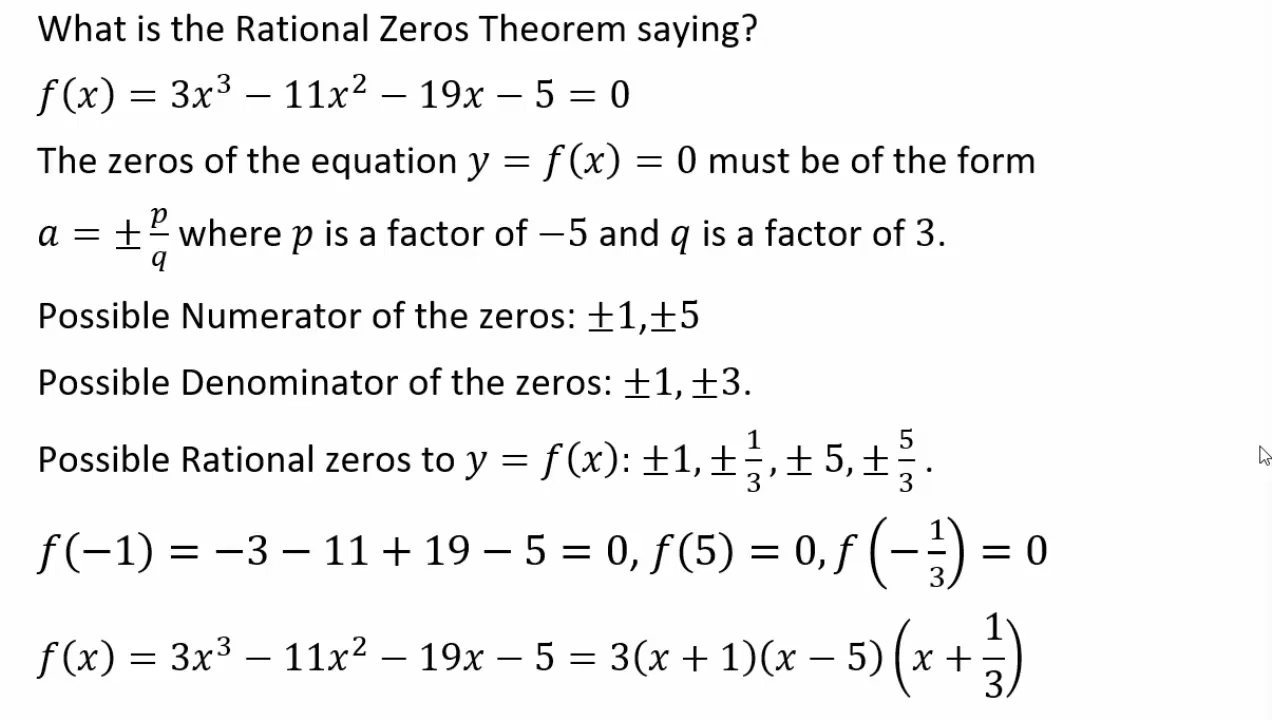 What is the Rational Zeros Theorem saying?
f(x) = 3x³ − 11x² − 19x − 5 = 0
The zeros of the equation y = f(x) = 0 must be of the form
a = ± p/q where p is a factor of −5 and q is a factor of 3.
Possible Numerator of the zeros: ±1,±5
Possible Denominator of the zeros: ±1, ±3.
Possible Rational zeros to y = f(x): ±1, ± 1/3, ± 5, ± 5/3 .
f(−1) = −3 − 11 + 19 − 5 = 0, f(5) = 0, f(− 1/3) = 0
f(x) = 3x³ − 11x² − 19x − 5 = 3(x + 1)(x − 5)(x + 1/3)